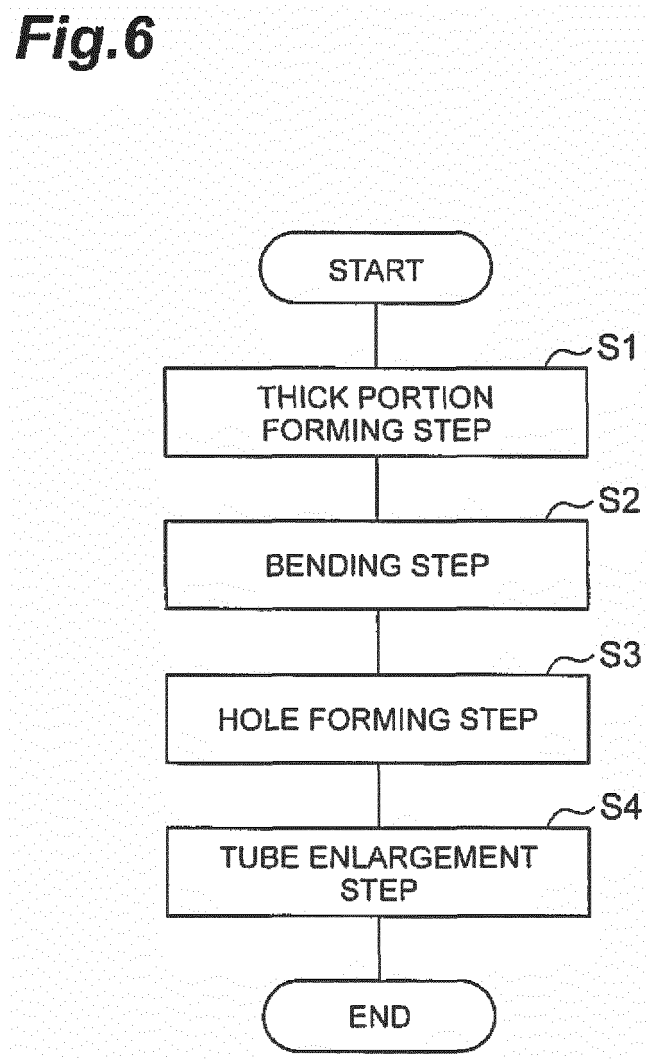 Fig.6
START
S1
THICK PORTION
FORMING STEP
S2
BENDING STEP
S3
HOLE FORMING STEP
S4
TUBE ENLARGEMENT
STEP
END